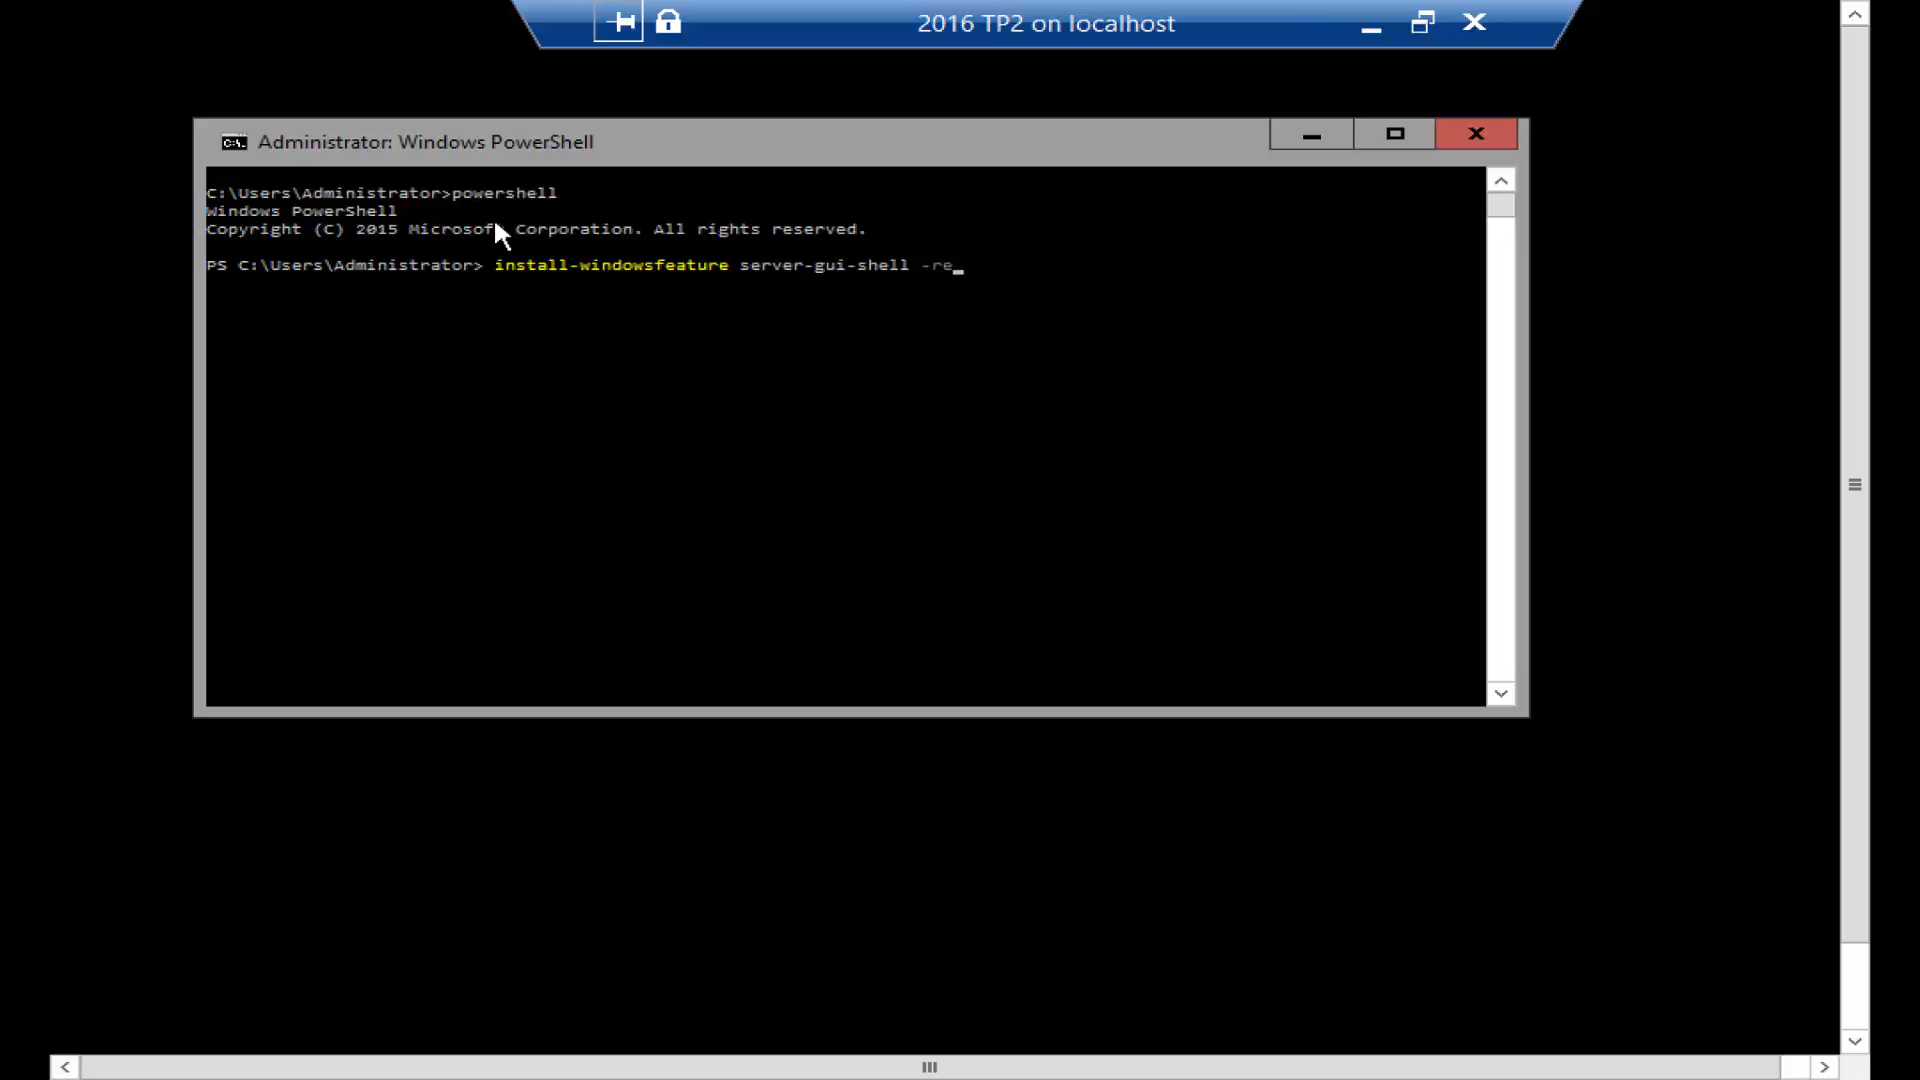 2016 TP2 on localhost
Administrator: Windows PowerShell
C:\Users\Administrator>powershell
Windows PowerShell
Copyright (C) 2015 Microsoft Corporation. All rights reserved.
PS C:\Users\Administrator> install-windowsfeature server-gui-shell -re_